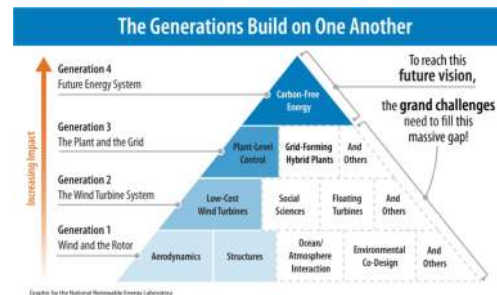 The Generations Build on One Another
Generation 4
Future Energy System
Generation 3
The Plant and the Grid
Generation 2
The Wind Turbine System
Generation 1
Wind and the Rotor
Increasing Impact
Carbon-Free
Energy
Plant-Level
Control
Grid-Forming
Hybrid Plants
And
Others
Low-Cost
Wind Turbines
Social
Sciences
Floating
Turbines
And
Others
Aerodynamics
Structures
Ocean/
Atmosphere
Interaction
Environmental
Co-Design
And
Others
To reach this
future vision,
the grand challenges
need to fill this
massive gap!
Graphic for the National Renewable Energy Laboratory